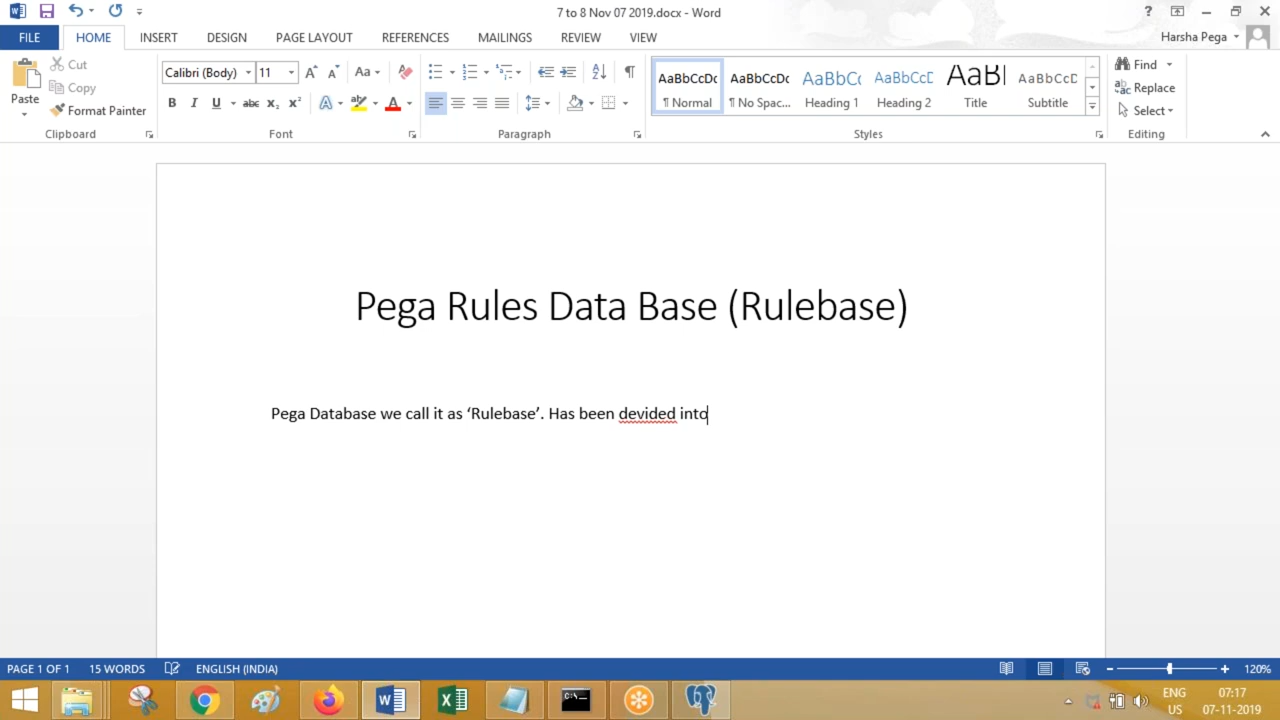 7 to 8 Nov 07 2019.docx - Word
FILE HOME INSERT DESIGN PAGE LAYOUT REFERENCES MAILINGS REVIEW VIEW Harsha Pega
Cut
Copy
Format Painter
Paste
Clipboard
Calibri (Body) 11
Font
Paragraph
AaBbCcDc AaBbCcDc AaBbC AaBbCcD AaB AaBbCcD
¶ Normal ¶ No Spac... Heading 1 Heading 2 Title Subtitle
Styles
Find
Replace
Select
Editing
Pega Rules Data Base (Rulebase)
Pega Database we call it as ‘Rulebase’. Has been devided into
PAGE 1 OF 1 15 WORDS ENGLISH (INDIA) 120%
ENG 07:17
US 07-11-2019